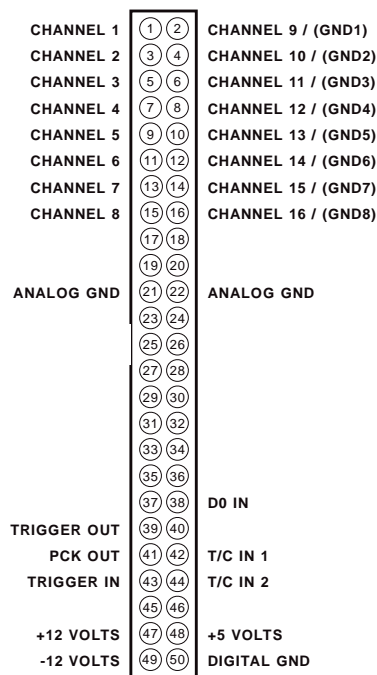 CHANNEL 1 1 2 CHANNEL 9 / (GND1)
CHANNEL 2 3 4 CHANNEL 10 / (GND2)
CHANNEL 3 5 6 CHANNEL 11 / (GND3)
CHANNEL 4 7 8 CHANNEL 12 / (GND4)
CHANNEL 5 9 10 CHANNEL 13 / (GND5)
CHANNEL 6 11 12 CHANNEL 14 / (GND6)
CHANNEL 7 13 14 CHANNEL 15 / (GND7)
CHANNEL 8 15 16 CHANNEL 16 / (GND8)
17 18
19 20
ANALOG GND 21 22 ANALOG GND
23 24
25 26
27 28
29 30
31 32
33 34
35 36
37 38 D0 IN
TRIGGER OUT 39 40
PCK OUT 41 42 T/C IN 1
TRIGGER IN 43 44 T/C IN 2
45 46
+12 VOLTS 47 48 +5 VOLTS
-12 VOLTS 49 50 DIGITAL GND